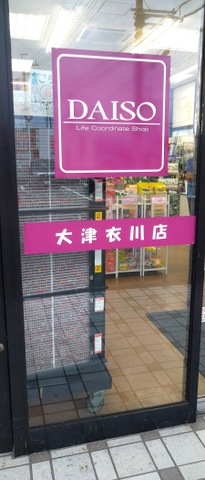 DAISO
Life Coordinate Shop
大津衣川店